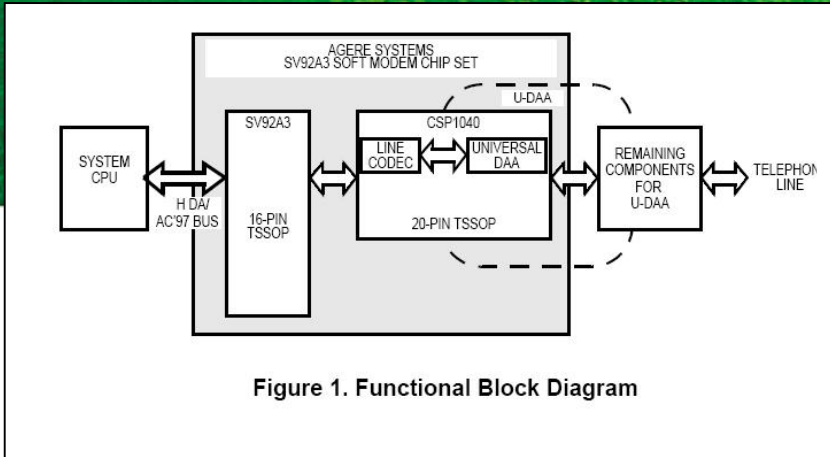 AGERE SYSTEMS
SV92A3 SOFT MODEM CHIP SET
U-DAA
SYSTEM
CPU
H DA/
AC'97 BUS
SV92A3
16-PIN
TSSOP
CSP1040
LINE
CODEC
UNIVERSAL
DAA
20-PIN TSSOP
REMAINING
COMPONENTS
FOR
U-DAA
TELEPHON
LINE
Figure 1. Functional Block Diagram